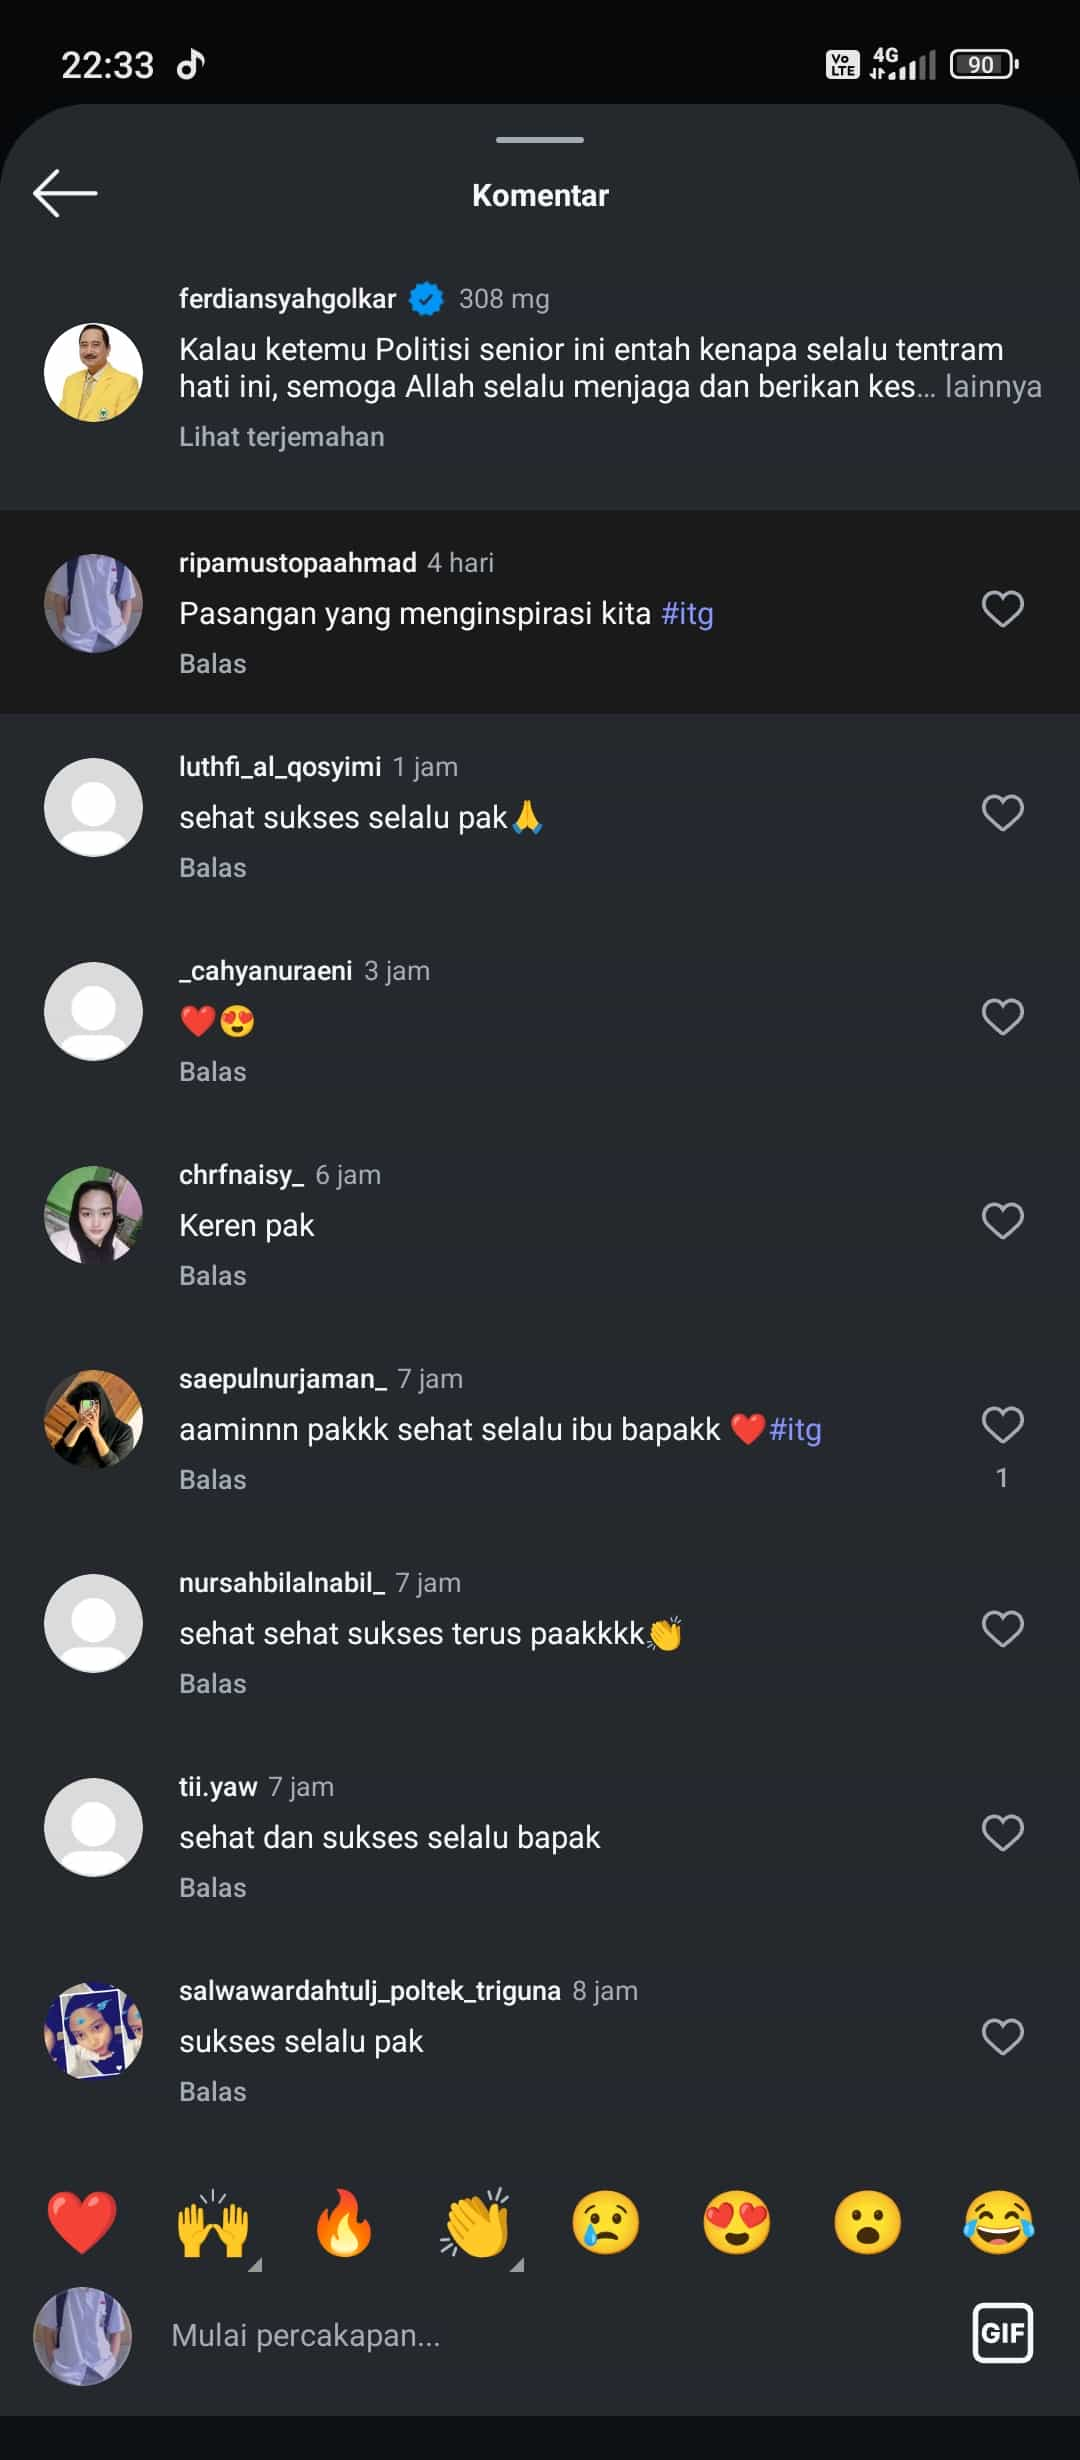 22:33
Vo LTE
4G
90
Komentar
ferdiansyahgolkar 308 mg
Kalau ketemu Politisi senior ini entah kenapa selalu tentram
hati ini, semoga Allah selalu menjaga dan berikan kes... lainnya
Lihat terjemahan
ripamustopaahmad 4 hari
Pasangan yang menginspirasi kita #itg
Balas
luthfi_al_qosyimi 1 jam
sehat sukses selalu pak🙏
Balas
_cahyanuraeni 3 jam
❤️😍
Balas
chrfnaisy_ 6 jam
Keren pak
Balas
saepulnurjaman_ 7 jam
aaminnn pakkk sehat selalu ibu bapakk ❤️#itg
1
Balas
nursahbilalnabil_ 7 jam
sehat sehat sukses terus paakkkk👏
Balas
tii.yaw 7 jam
sehat dan sukses selalu bapak
Balas
salwawardahtulj_poltek_triguna 8 jam
sukses selalu pak
Balas
❤️🙌🔥👏😢😍😮😂
Mulai percakapan...
GIF